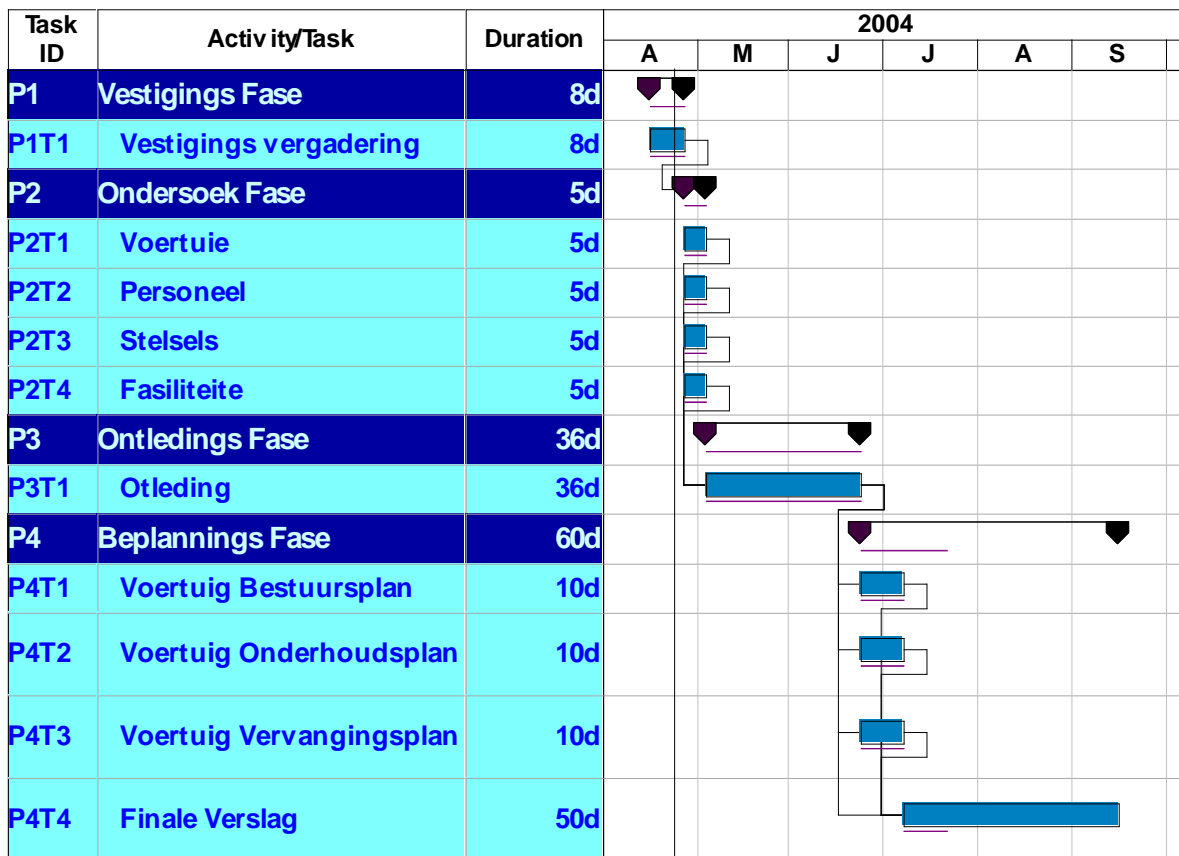 Task ID Activity/Task Duration 2004
A M J J A S
P1 Vestigings Fase 8d
P1T1 Vestigings vergadering 8d
P2 Ondersoek Fase 5d
P2T1 Voertuie 5d
P2T2 Personeel 5d
P2T3 Stelsels 5d
P2T4 Fasiliteite 5d
P3 Ontledings Fase 36d
P3T1 Otleding 36d
P4 Beplannings Fase 60d
P4T1 Voertuig Bestuursplan 10d
P4T2 Voertuig Onderhoudsplan 10d
P4T3 Voertuig Vervangingsplan 10d
P4T4 Finale Verslag 50d